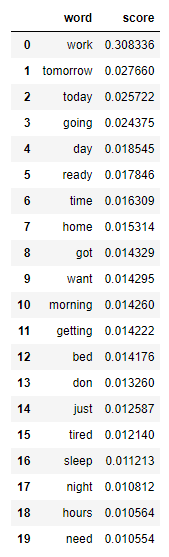 word score
0 work 0.308336
1 tomorrow 0.027660
2 today 0.025722
3 going 0.024375
4 day 0.018545
5 ready 0.017846
6 time 0.016309
7 home 0.015314
8 got 0.014329
9 want 0.014295
10 morning 0.014260
11 getting 0.014222
12 bed 0.014176
13 don 0.013260
14 just 0.012587
15 tired 0.012140
16 sleep 0.011213
17 night 0.010812
18 hours 0.010564
19 need 0.010554